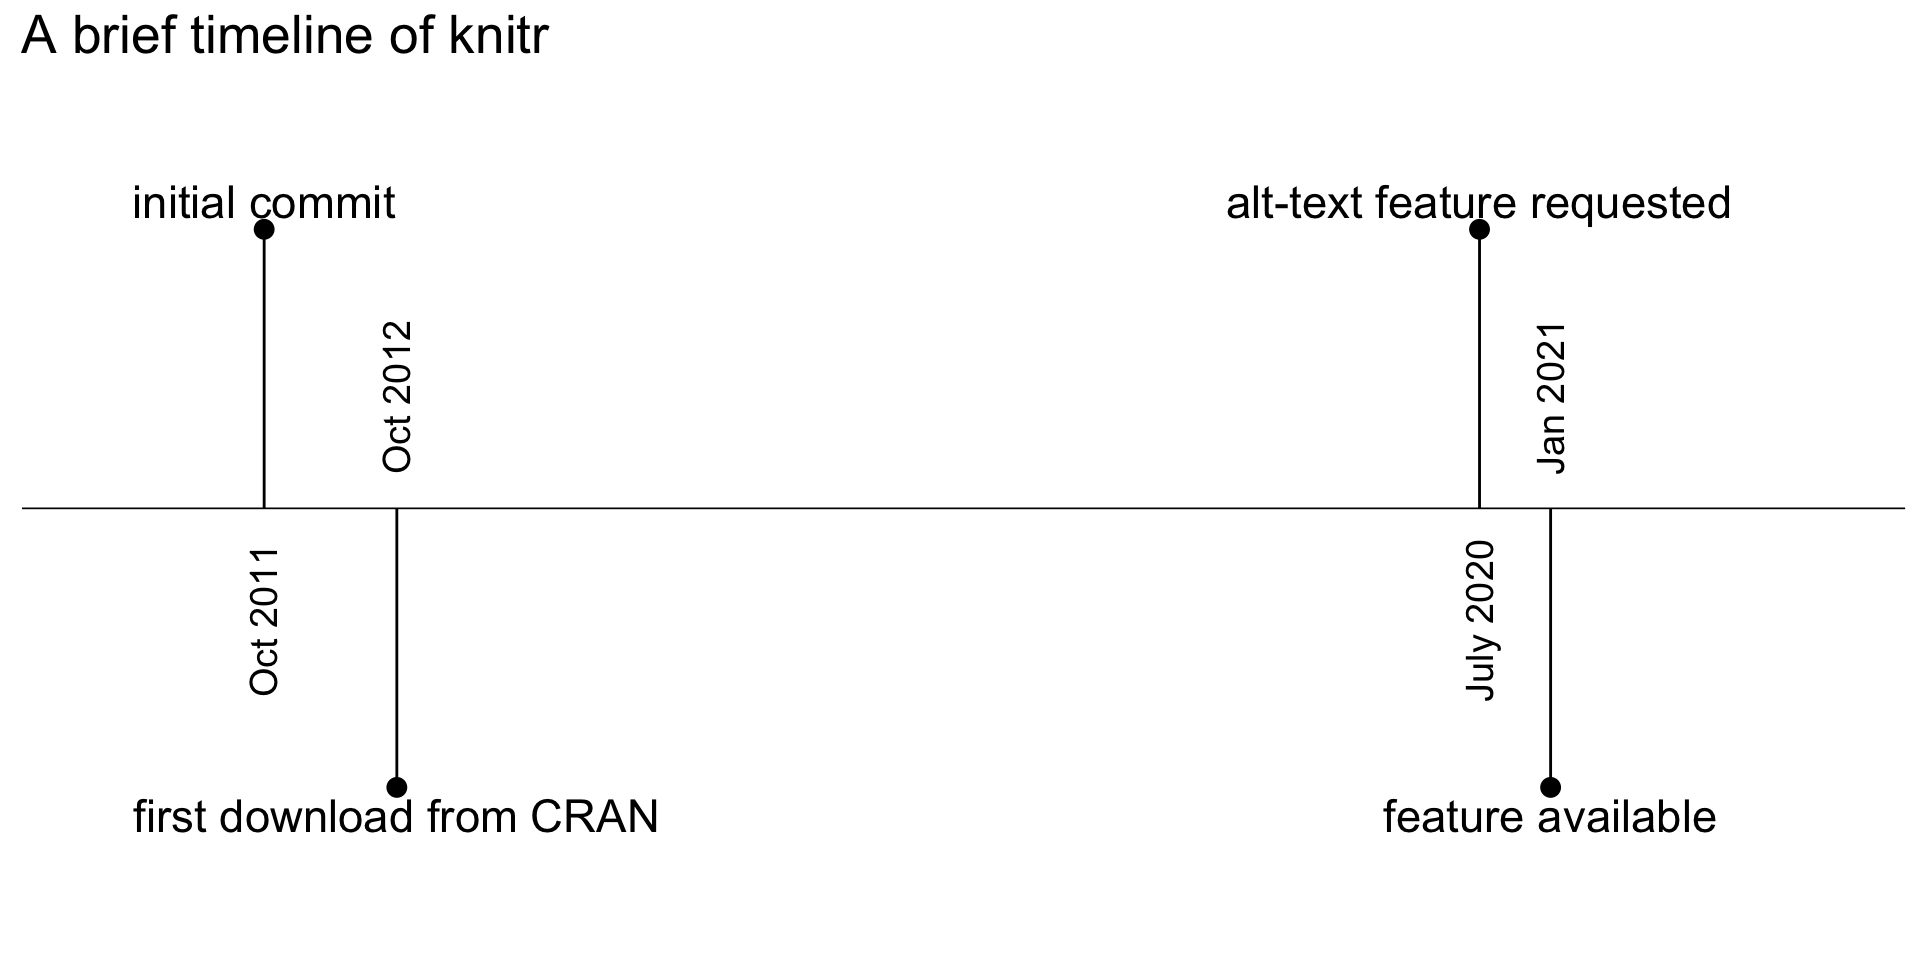 A brief timeline of knitr
initial commit
alt-text feature requested
Oct 2012
Jan 2021
Oct 2011
July 2020
first download from CRAN
feature available